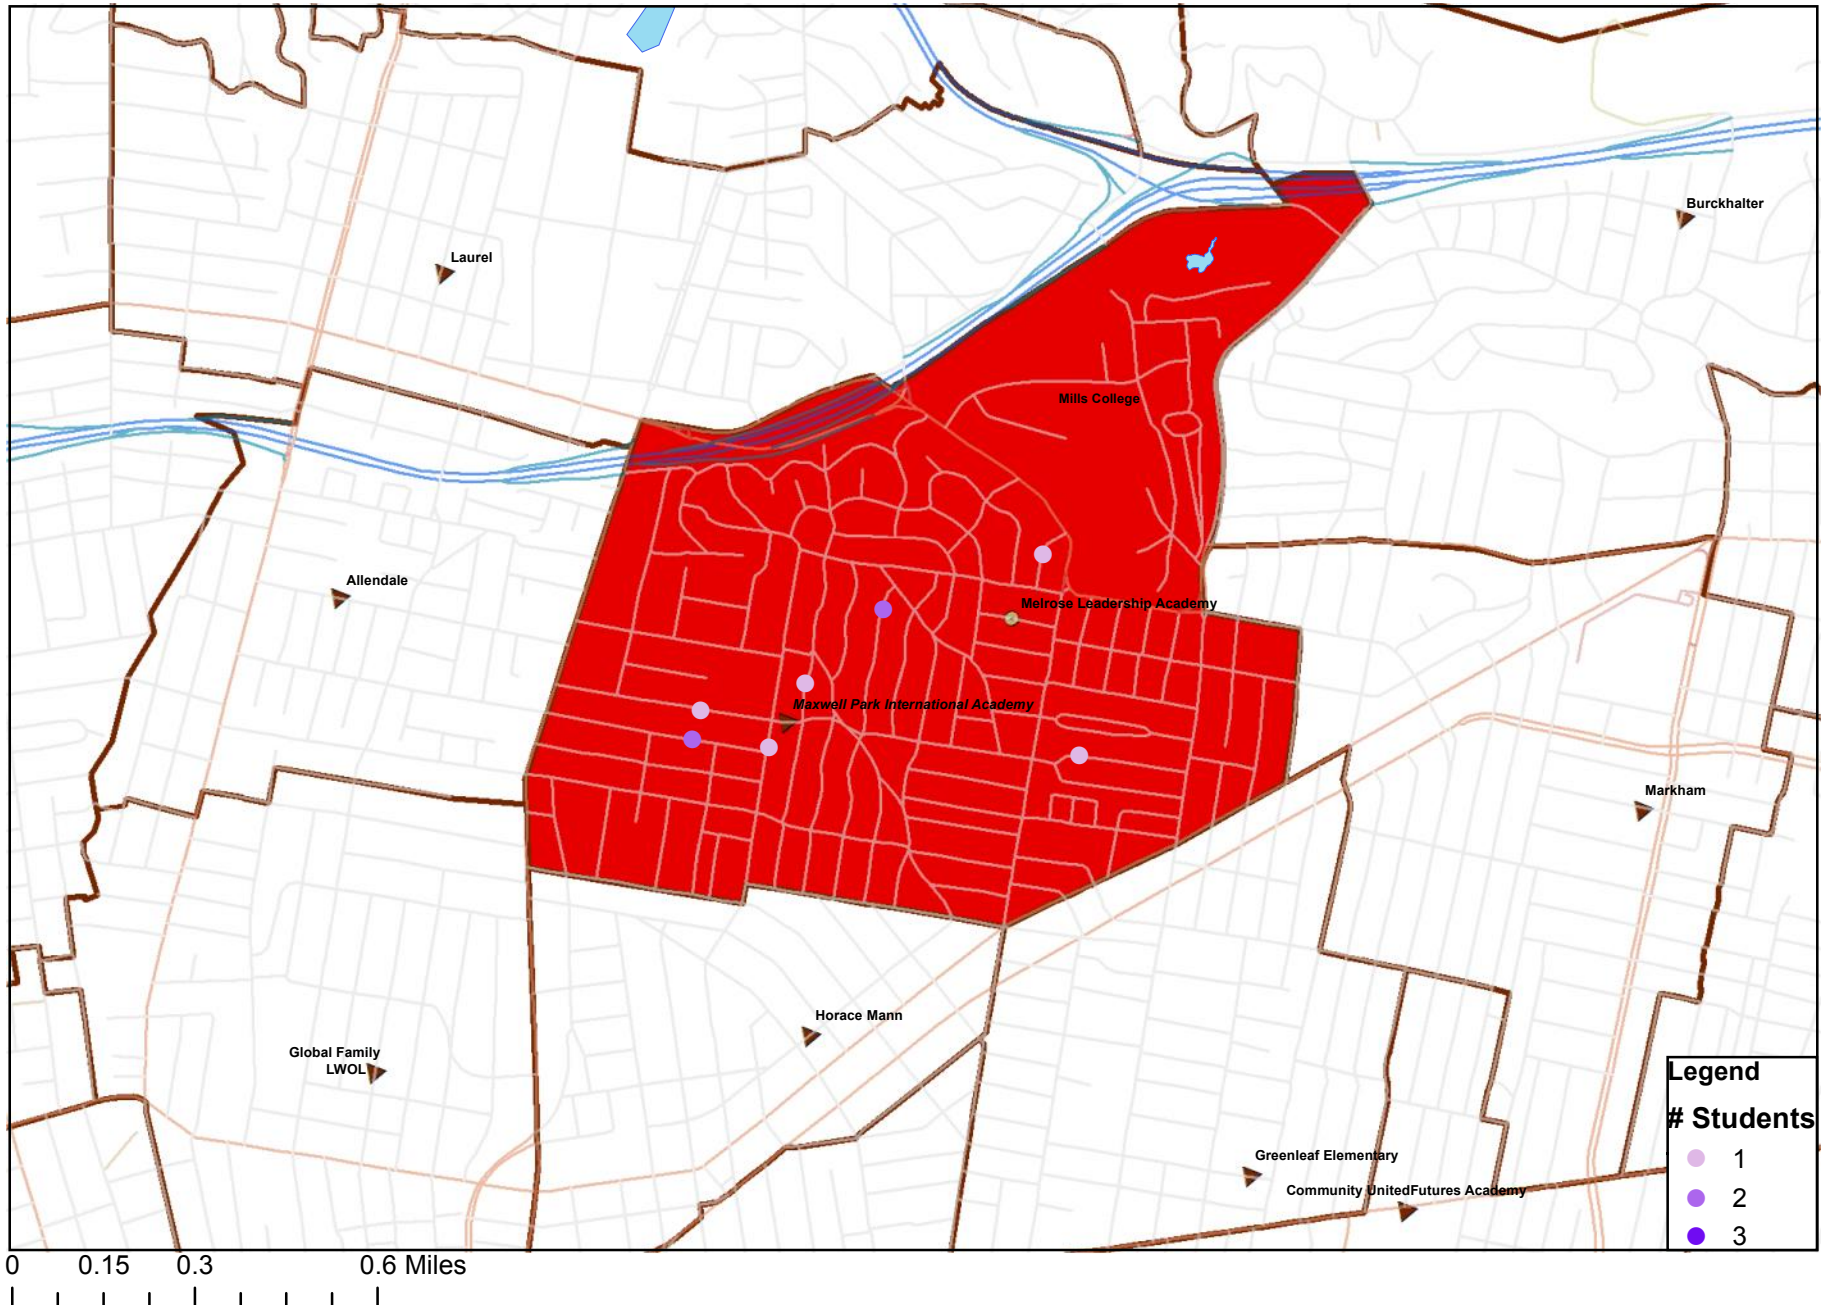 Burckhalter
Laurel
Mills College
Allendale
Melrose Leadership Academy
Maxwell Park International Academy
Markham
Horace Mann
Global Family
LWOL
Greenleaf Elementary
Community UnitedFutures Academy
Legend
# Students
1
2
3
0 0.15 0.3 0.6 Miles